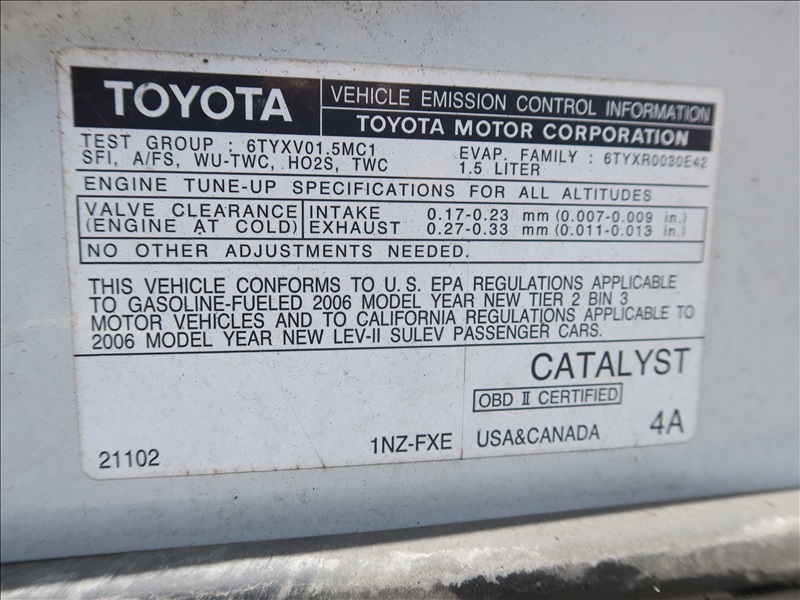 TOYOTA
VEHICLE EMISSION CONTROL INFORMATION
TOYOTA MOTOR CORPORATION
TEST GROUP : 6TYXV01.5MC1 EVAP. FAMILY : 6TYXR0030E42
SFI, A/FS, WU-TWC, HO2S, TWC 1.5 LITER
ENGINE TUNE-UP SPECIFICATIONS FOR ALL ALTITUDES
VALVE CLEARANCE INTAKE 0.17-0.23 mm (0.007-0.009 in.)
(ENGINE AT COLD) EXHAUST 0.27-0.33 mm (0.011-0.013 in.)
NO OTHER ADJUSTMENTS NEEDED.
THIS VEHICLE CONFORMS TO U.S. EPA REGULATIONS APPLICABLE
TO GASOLINE-FUELED 2006 MODEL YEAR NEW TIER 2 BIN 3
MOTOR VEHICLES AND TO CALIFORNIA REGULATIONS APPLICABLE TO
2006 MODEL YEAR NEW LEV-II SULEV PASSENGER CARS.
CATALYST
OBD II CERTIFIED
21102 1NZ-FXE USA&CANADA 4A